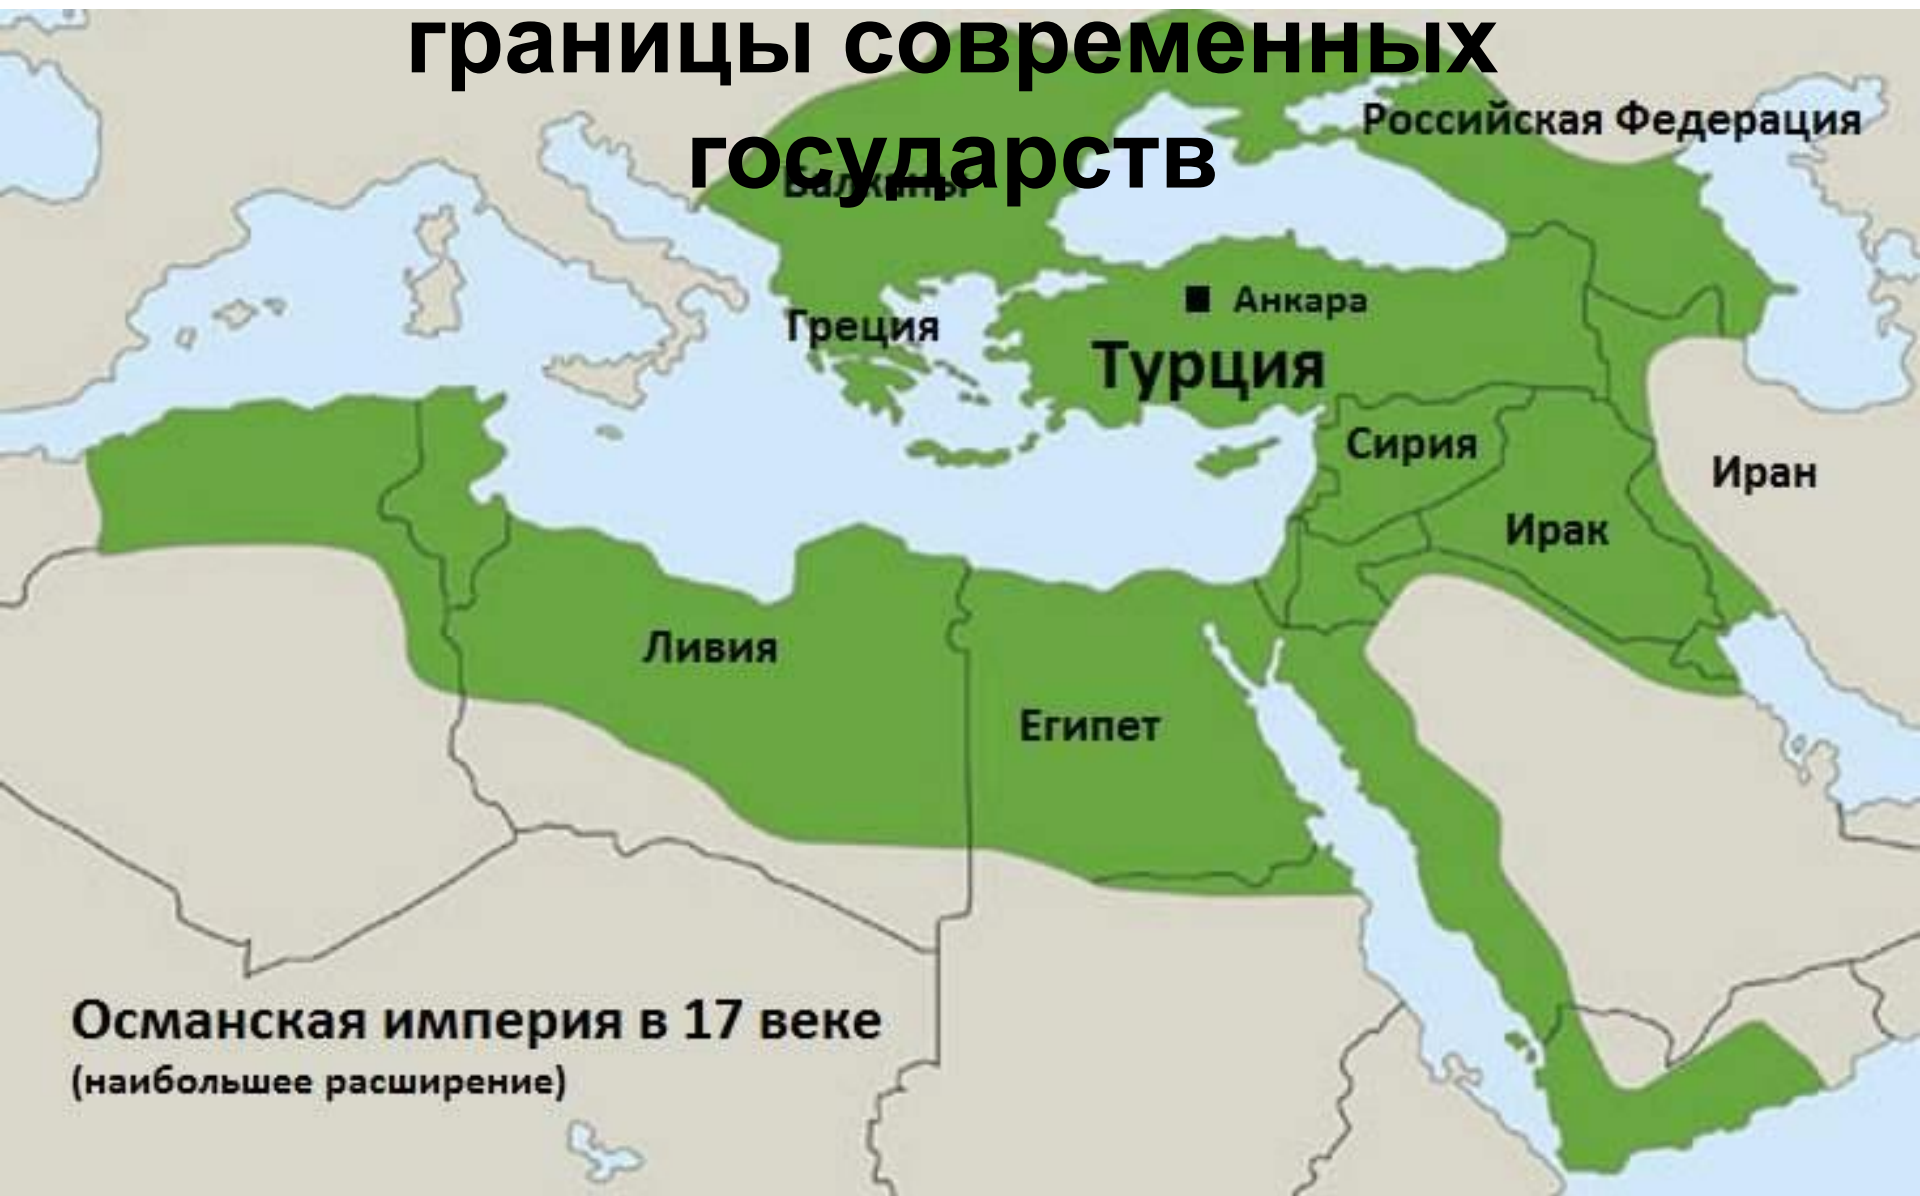 границы современных
государств
Российская Федерация
Балканы
Анкара
Греция
Турция
Сирия
Иран
Ирак
Ливия
Египет
Османская империя в 17 веке
(наибольшее расширение)